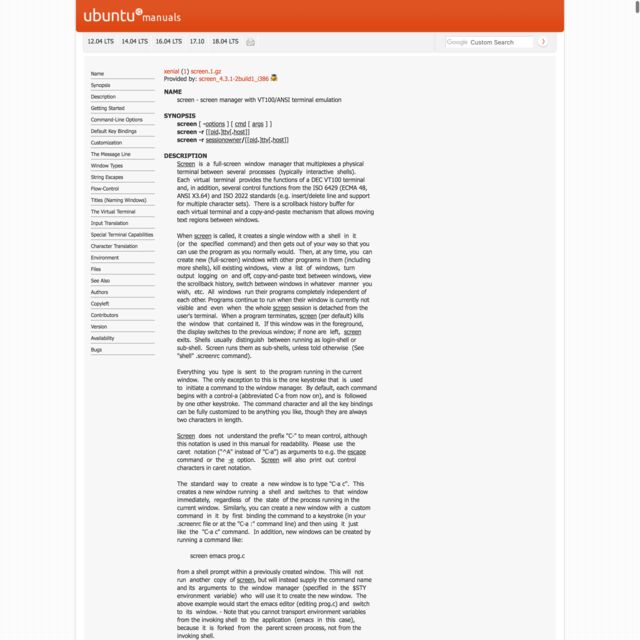 ubuntu manuals
12.04 LTS 14.04 LTS 16.04 LTS 17.10 18.04 LTS
Google Custom Search
Name
Synopsis
Description
Getting Started
Command-Line Options
Default Key Bindings
Customization
The Message Line
Window Types
String Escapes
Flow-Control
Titles (Naming Windows)
The Virtual Terminal
Input Translation
Special Terminal Capabilities
Character Translation
Environment
Files
See Also
Authors
Copyleft
Contributors
Version
Availability
Bugs
xenial (1) screen.1.gz
Provided by: screen_4.3.1-2build1_i386
NAME
screen - screen manager with VT100/ANSI terminal emulation
SYNOPSIS
screen [ -options ] [ cmd [ args ] ]
screen -r [[pid.]tty[.host]]
screen -r sessionowner/[[pid.]tty[.host]]
DESCRIPTION
Screen is a full-screen window manager that multiplexes a physical
terminal between several processes (typically interactive shells).
Each virtual terminal provides the functions of a DEC VT100 terminal
and, in addition, several control functions from the ISO 6429 (ECMA 48,
ANSI X3.64) and ISO 2022 standards (e.g. insert/delete line and support
for multiple character sets). There is a scrollback history buffer for
each virtual terminal and a copy-and-paste mechanism that allows moving
text regions between windows.
When screen is called, it creates a single window with a shell in it
(or the specified command) and then gets out of your way so that you
can use the program as you normally would. Then, at any time, you can
create new (full-screen) windows with other programs in them (including
more shells), kill existing windows, view a list of windows, turn
output logging on and off, copy-and-paste text between windows, view
the scrollback history, switch between windows in whatever manner you
wish, etc. All windows run their programs completely independent of
each other. Programs continue to run when their window is currently not
visible and even when the whole screen session is detached from the
user's terminal. When a program terminates, screen (per default) kills
the window that contained it. If this window was in the foreground,
the display switches to the previous window; if none are left, screen
exits. Shells usually distinguish between running as login-shell or
sub-shell. Screen runs them as sub-shells, unless told otherwise (See
"shell" .screenrc command).
Everything you type is sent to the program running in the current
window. The only exception to this is the one keystroke that is used
to initiate a command to the window manager. By default, each command
begins with a control-a (abbreviated C-a from now on), and is followed
by one other keystroke. The command character and all the key bindings
can be fully customized to be anything you like, though they are always
two characters in length.
Screen does not understand the prefix "C-" to mean control, although
this notation is used in this manual for readability. Please use the
caret notation ("^A" instead of "C-a") as arguments to e.g. the escape
command or the -e option. Screen will also print out control
characters in caret notation.
The standard way to create a new window is to type "C-a c". This
creates a new window running a shell and switches to that window
immediately, regardless of the state of the process running in the
current window. Similarly, you can create a new window with a custom
command in it by first binding the command to a keystroke (in your
.screenrc file or at the "C-a :" command line) and then using it just
like the "C-a c" command. In addition, new windows can be created by
running a command like:
screen emacs prog.c
from a shell prompt within a previously created window. This will not
run another copy of screen, but will instead supply the command name
and its arguments to the window manager (specified in the $STY
environment variable) who will use it to create the new window. The
above example would start the emacs editor (editing prog.c) and switch
to its window. - Note that you cannot transport environment variables
from the invoking shell to the application (emacs in this case),
because it is forked from the parent screen process, not from the
invoking shell.